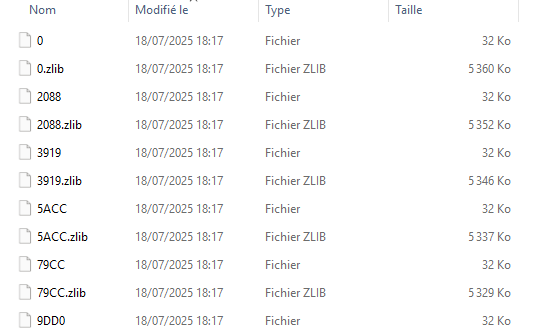 Nom Modifié le Type Taille
0 18/07/2025 18:17 Fichier 32 Ko
0.zlib 18/07/2025 18:17 Fichier ZLIB 5 360 Ko
2088 18/07/2025 18:17 Fichier 32 Ko
2088.zlib 18/07/2025 18:17 Fichier ZLIB 5 352 Ko
3919 18/07/2025 18:17 Fichier 32 Ko
3919.zlib 18/07/2025 18:17 Fichier ZLIB 5 346 Ko
5ACC 18/07/2025 18:17 Fichier 32 Ko
5ACC.zlib 18/07/2025 18:17 Fichier ZLIB 5 337 Ko
79CC 18/07/2025 18:17 Fichier 32 Ko
79CC.zlib 18/07/2025 18:17 Fichier ZLIB 5 329 Ko
9DD0 18/07/2025 18:17 Fichier 32 Ko